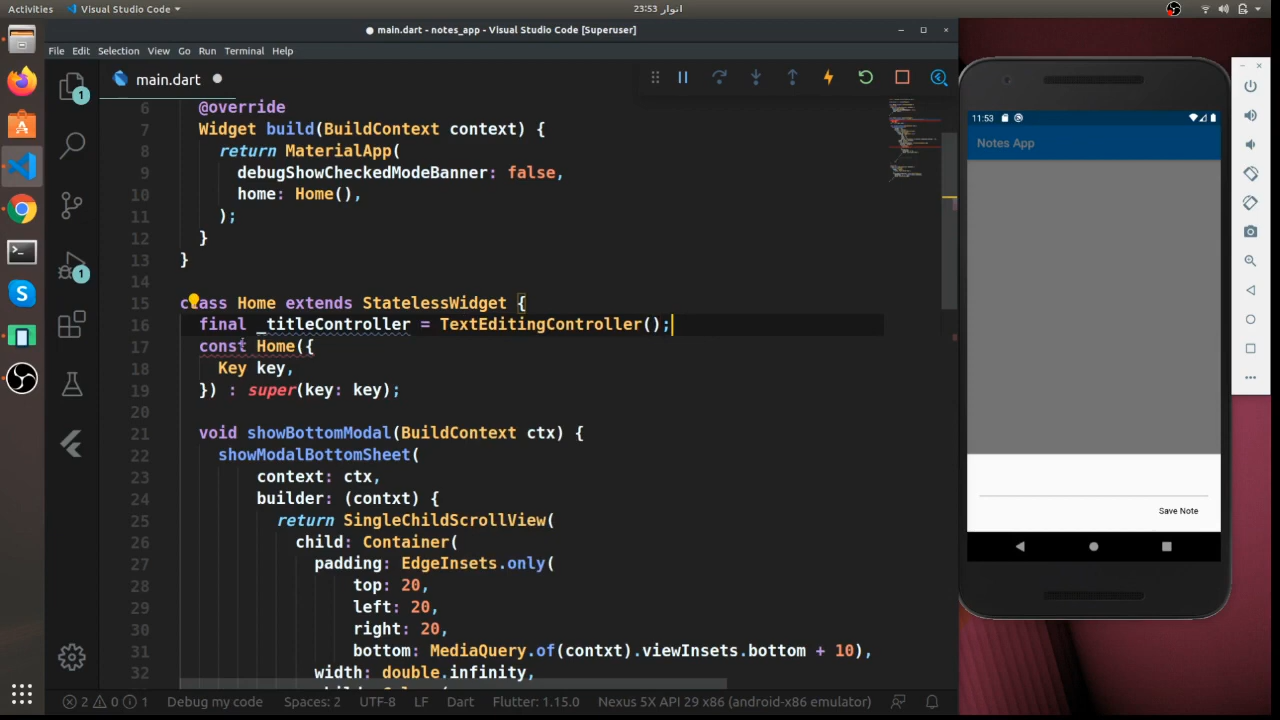 Activities
Visual Studio Code
انوار 23:53
main.dart - notes_app - Visual Studio Code [Superuser]
File Edit Selection View Go Run Terminal Help
1
main.dart
6 @override
7 Widget build(BuildContext context) {
8 return MaterialApp(
9 debugShowCheckedModeBanner: false,
10 home: Home(),
11 );
12 }
13 }
14
15 class Home extends StatelessWidget {
16 final _titleController = TextEditingController();
17 const Home({
18 Key key,
19 }) : super(key: key);
20
21 void showBottomModal(BuildContext ctx) {
22 showModalBottomSheet(
23 context: ctx,
24 builder: (contxt) {
25 return SingleChildScrollView(
26 child: Container(
27 padding: EdgeInsets.only(
28 top: 20,
29 left: 20,
30 right: 20,
31 bottom: MediaQuery.of(contxt).viewInsets.bottom + 10),
32 width: double.infinity,
1
2 0 1 Debug my code Spaces: 2 UTF-8 LF Dart Flutter: 1.15.0 Nexus 5X API 29 x86 (android-x86 emulator)
11:53
Notes App
Save Note